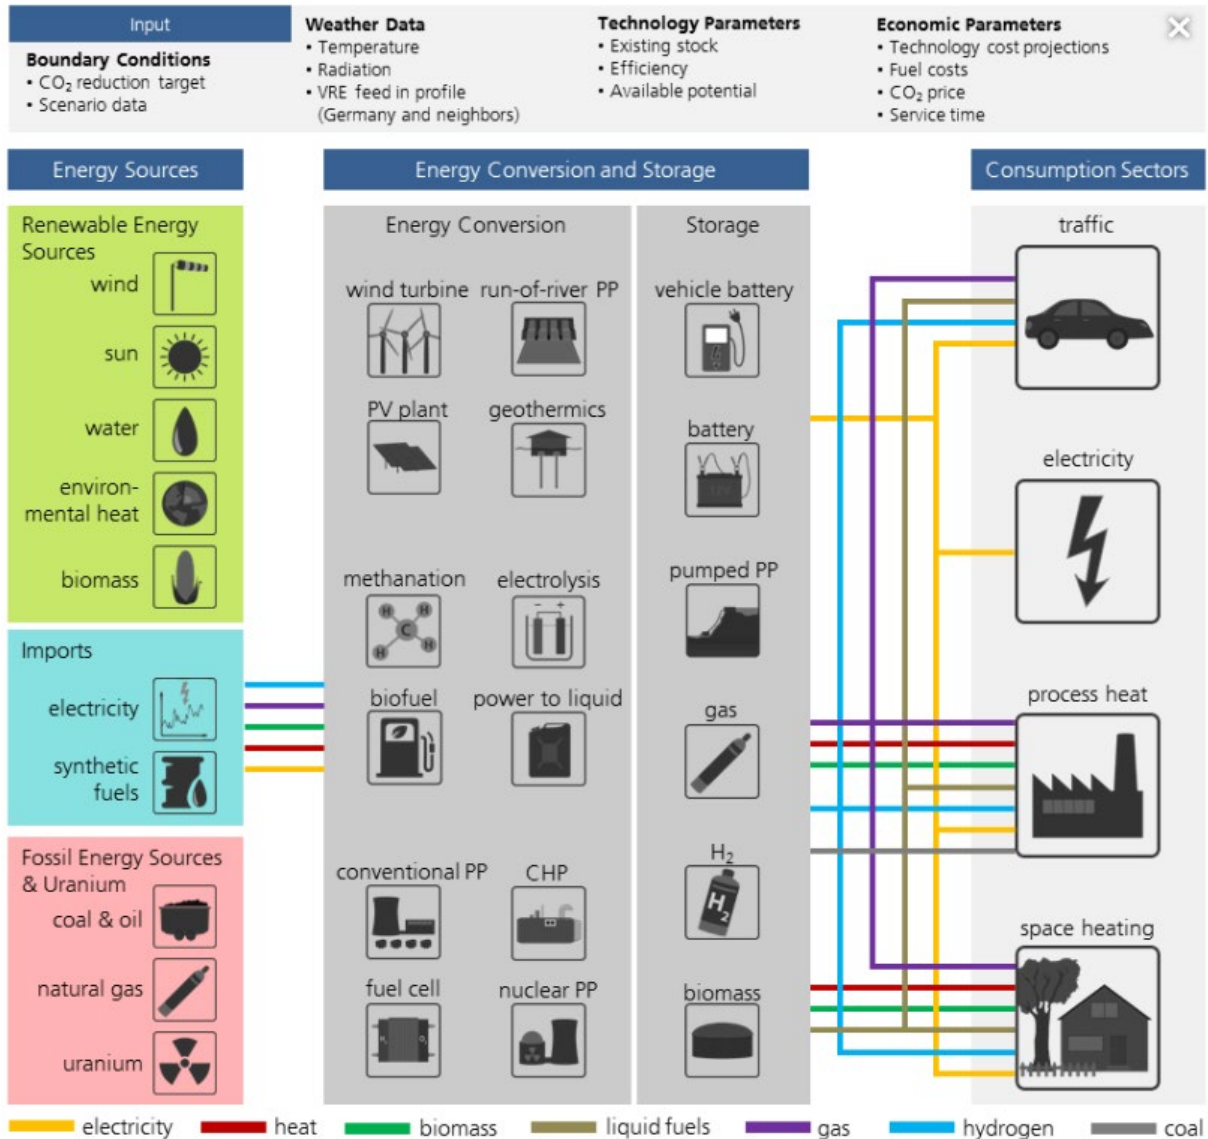 Input
Boundary Conditions
• CO₂ reduction target
• Scenario data
Weather Data
• Temperature
• Radiation
• VRE feed in profile
(Germany and neighbors)
Technology Parameters
• Existing stock
• Efficiency
• Available potential
Economic Parameters
• Technology cost projections
• Fuel costs
• CO₂ price
• Service time
Energy Sources
Renewable Energy
Sources
wind
sun
water
environ-
mental heat
biomass
Imports
electricity
synthetic
fuels
Fossil Energy Sources
& Uranium
coal & oil
natural gas
uranium
Energy Conversion and Storage
Energy Conversion
wind turbine run-of-river PP
PV plant geothermics
methanation electrolysis
H H
C
H H
- +
biofuel power to liquid
conventional PP CHP
fuel cell nuclear PP
Storage
vehicle battery
battery
pumped PP
gas
H₂
H₂
biomass
Consumption Sectors
traffic
electricity
process heat
space heating
electricity heat biomass liquid fuels gas hydrogen coal